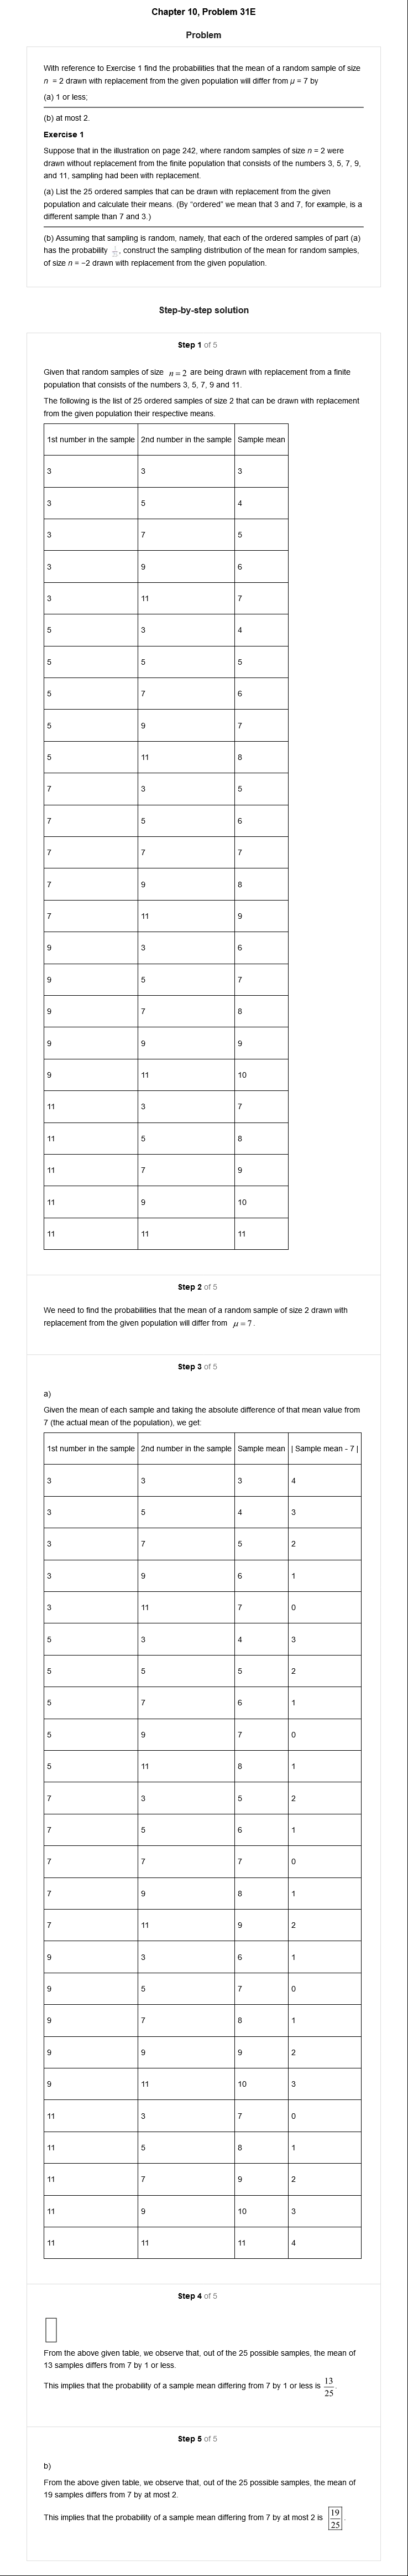 Chapter 10, Problem 31E
Problem
With reference to Exercise 1 find the probabilities that the mean of a random sample of size
n = 2 drawn with replacement from the given population will differ from μ = 7 by
(a) 1 or less;
(b) at most 2.
Exercise 1
Suppose that in the illustration on page 242, where random samples of size n = 2 were
drawn without replacement from the finite population that consists of the numbers 3, 5, 7, 9,
and 11, sampling had been with replacement.
(a) List the 25 ordered samples that can be drawn with replacement from the given
population and calculate their means. (By “ordered” we mean that 3 and 7, for example, is a
different sample than 7 and 3.)
(b) Assuming that sampling is random, namely, that each of the ordered samples of part (a)
has the probability 1/25, construct the sampling distribution of the mean for random samples,
of size n = −2 drawn with replacement from the given population.
Step-by-step solution
Step 1 of 5
Given that random samples of size n = 2 are being drawn with replacement from a finite
population that consists of the numbers 3, 5, 7, 9 and 11.
The following is the list of 25 ordered samples of size 2 that can be drawn with replacement
from the given population their respective means.
1st number in the sample 2nd number in the sample Sample mean
3 3 3
3 5 4
3 7 5
3 9 6
3 11 7
5 3 4
5 5 5
5 7 6
5 9 7
5 11 8
7 3 5
7 5 6
7 7 7
7 9 8
7 11 9
9 3 6
9 5 7
9 7 8
9 9 9
9 11 10
11 3 7
11 5 8
11 7 9
11 9 10
11 11 11
Step 2 of 5
We need to find the probabilities that the mean of a random sample of size 2 drawn with
replacement from the given population will differ from μ = 7.
Step 3 of 5
a)
Given the mean of each sample and taking the absolute difference of that mean value from
7 (the actual mean of the population), we get:
1st number in the sample 2nd number in the sample Sample mean | Sample mean - 7 |
3 3 3 4
3 5 4 3
3 7 5 2
3 9 6 1
3 11 7 0
5 3 4 3
5 5 5 2
5 7 6 1
5 9 7 0
5 11 8 1
7 3 5 2
7 5 6 1
7 7 7 0
7 9 8 1
7 11 9 2
9 3 6 1
9 5 7 0
9 7 8 1
9 9 9 2
9 11 10 3
11 3 7 0
11 5 8 1
11 7 9 2
11 9 10 3
11 11 11 4
Step 4 of 5
From the above given table, we observe that, out of the 25 possible samples, the mean of
13 samples differs from 7 by 1 or less.
This implies that the probability of a sample mean differing from 7 by 1 or less is 13/25.
Step 5 of 5
b)
From the above given table, we observe that, out of the 25 possible samples, the mean of
19 samples differs from 7 by at most 2.
This implies that the probability of a sample mean differing from 7 by at most 2 is 19/25.